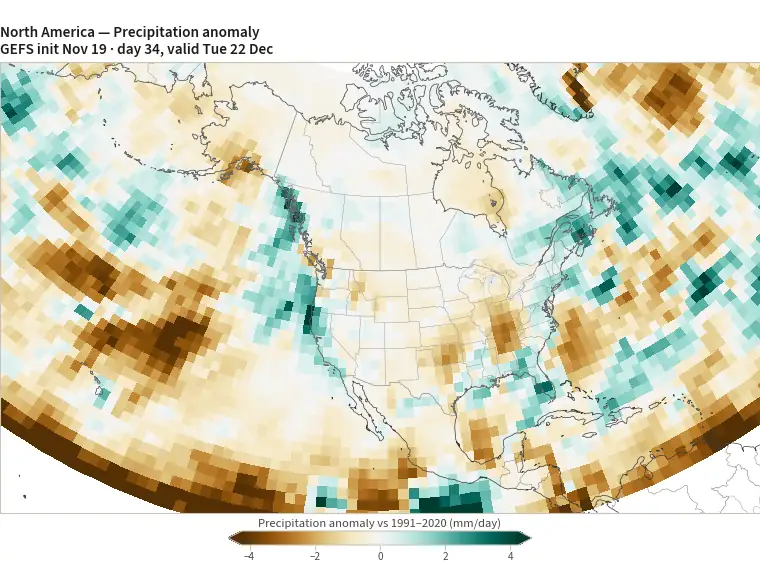 North America — Precipitation anomaly
GEFS init Nov 19 · day 34, valid Tue 22 Dec
Precipitation anomaly vs 1991–2020 (mm/day)
−4 −2 0 2 4